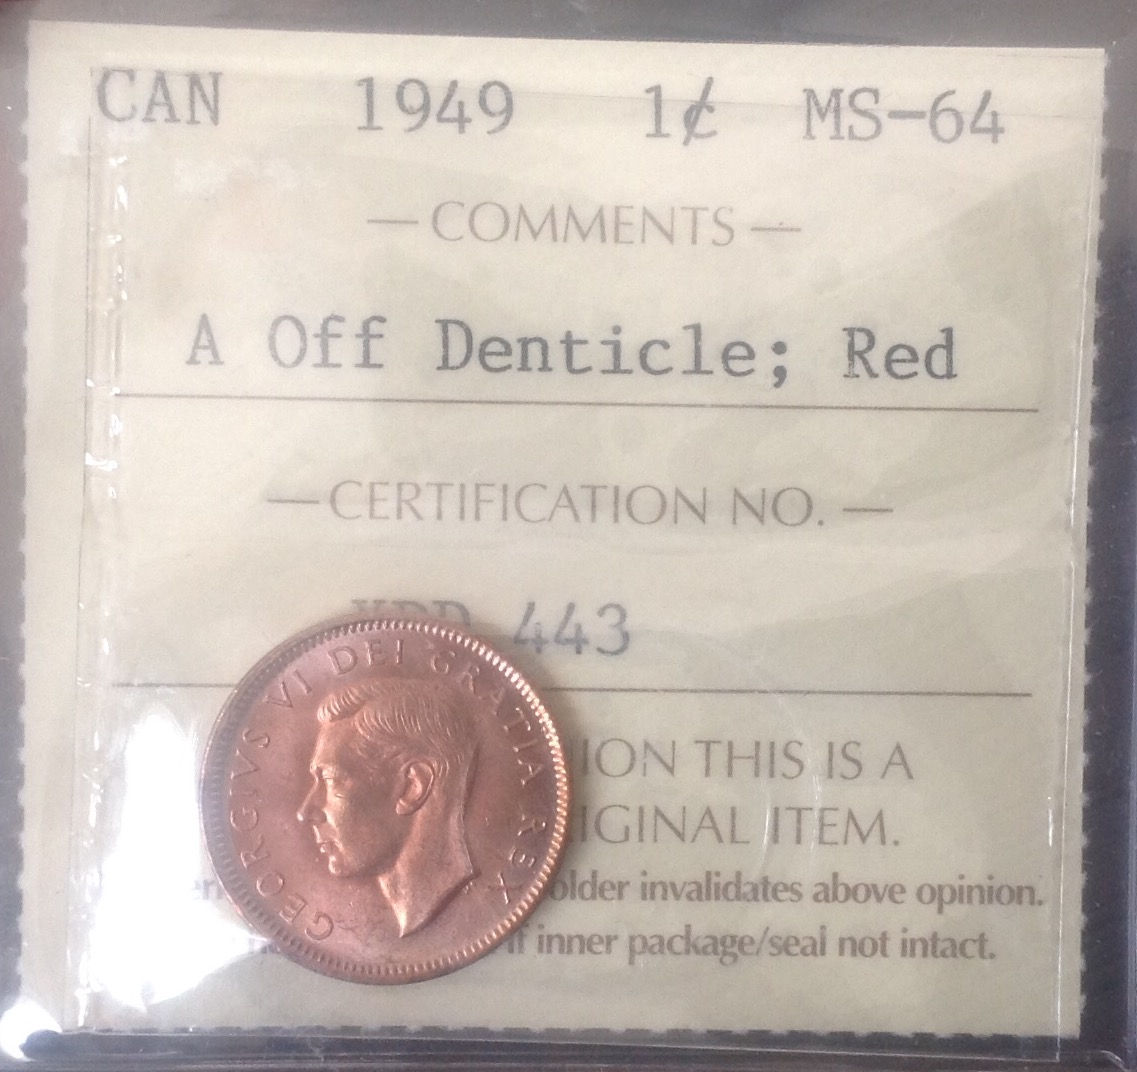 CAN 1949 1¢ MS-64
— COMMENTS —
A Off Denticle; Red
— CERTIFICATION NO. —
443
ION THIS IS A
IGINAL ITEM.
older invalidates above opinion.
if inner package/seal not intact.
GEORGIVS VI DEI GRATIA REX